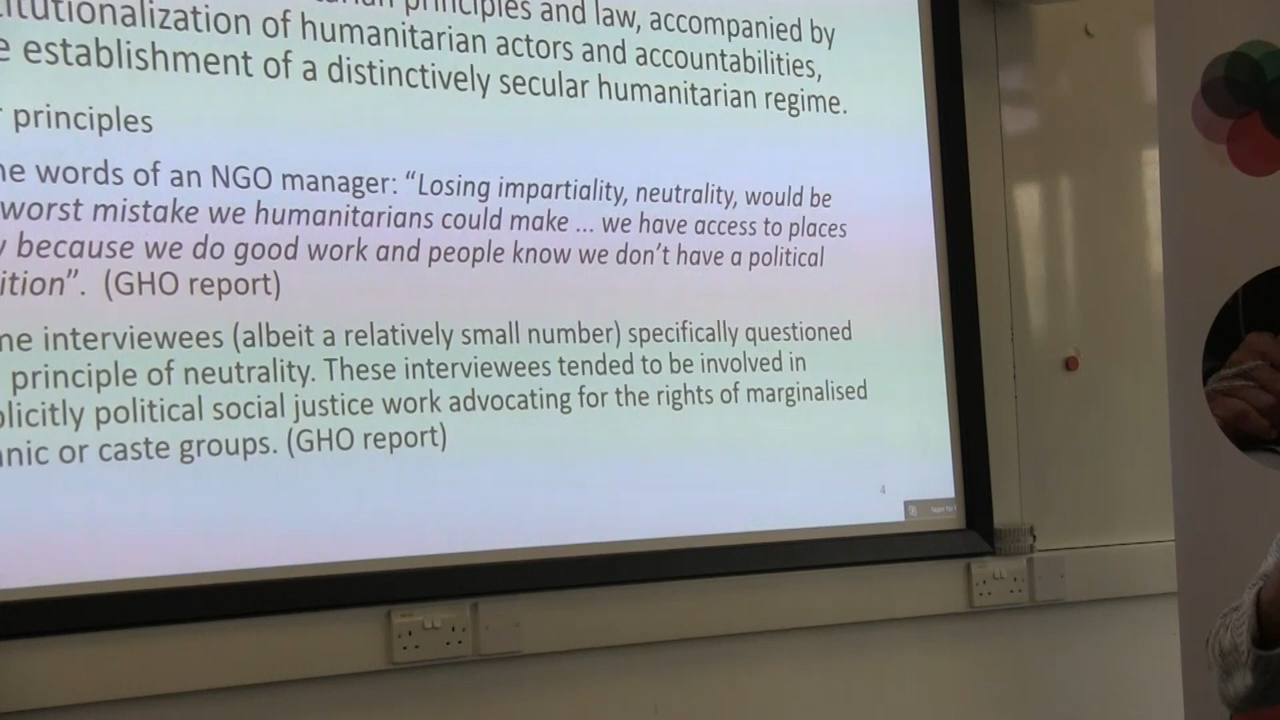 titutionalization of humanitarian actors and accountabilities,
principles and law, accompanied by
e establishment of a distinctively secular humanitarian regime.
r principles
he words of an NGO manager: “Losing impartiality, neutrality, would be
worst mistake we humanitarians could make ... we have access to places
y because we do good work and people know we don’t have a political
ition”. (GHO report)
me interviewees (albeit a relatively small number) specifically questioned
principle of neutrality. These interviewees tended to be involved in
plicitly political social justice work advocating for the rights of marginalised
nic or caste groups. (GHO report)
4